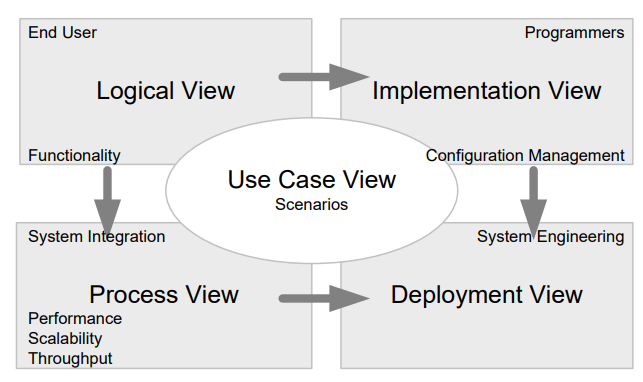 End User
Programmers
Logical View
Implementation View
Functionality
Configuration Management
Use Case View
Scenarios
System Integration
System Engineering
Process View
Deployment View
Performance
Scalability
Throughput